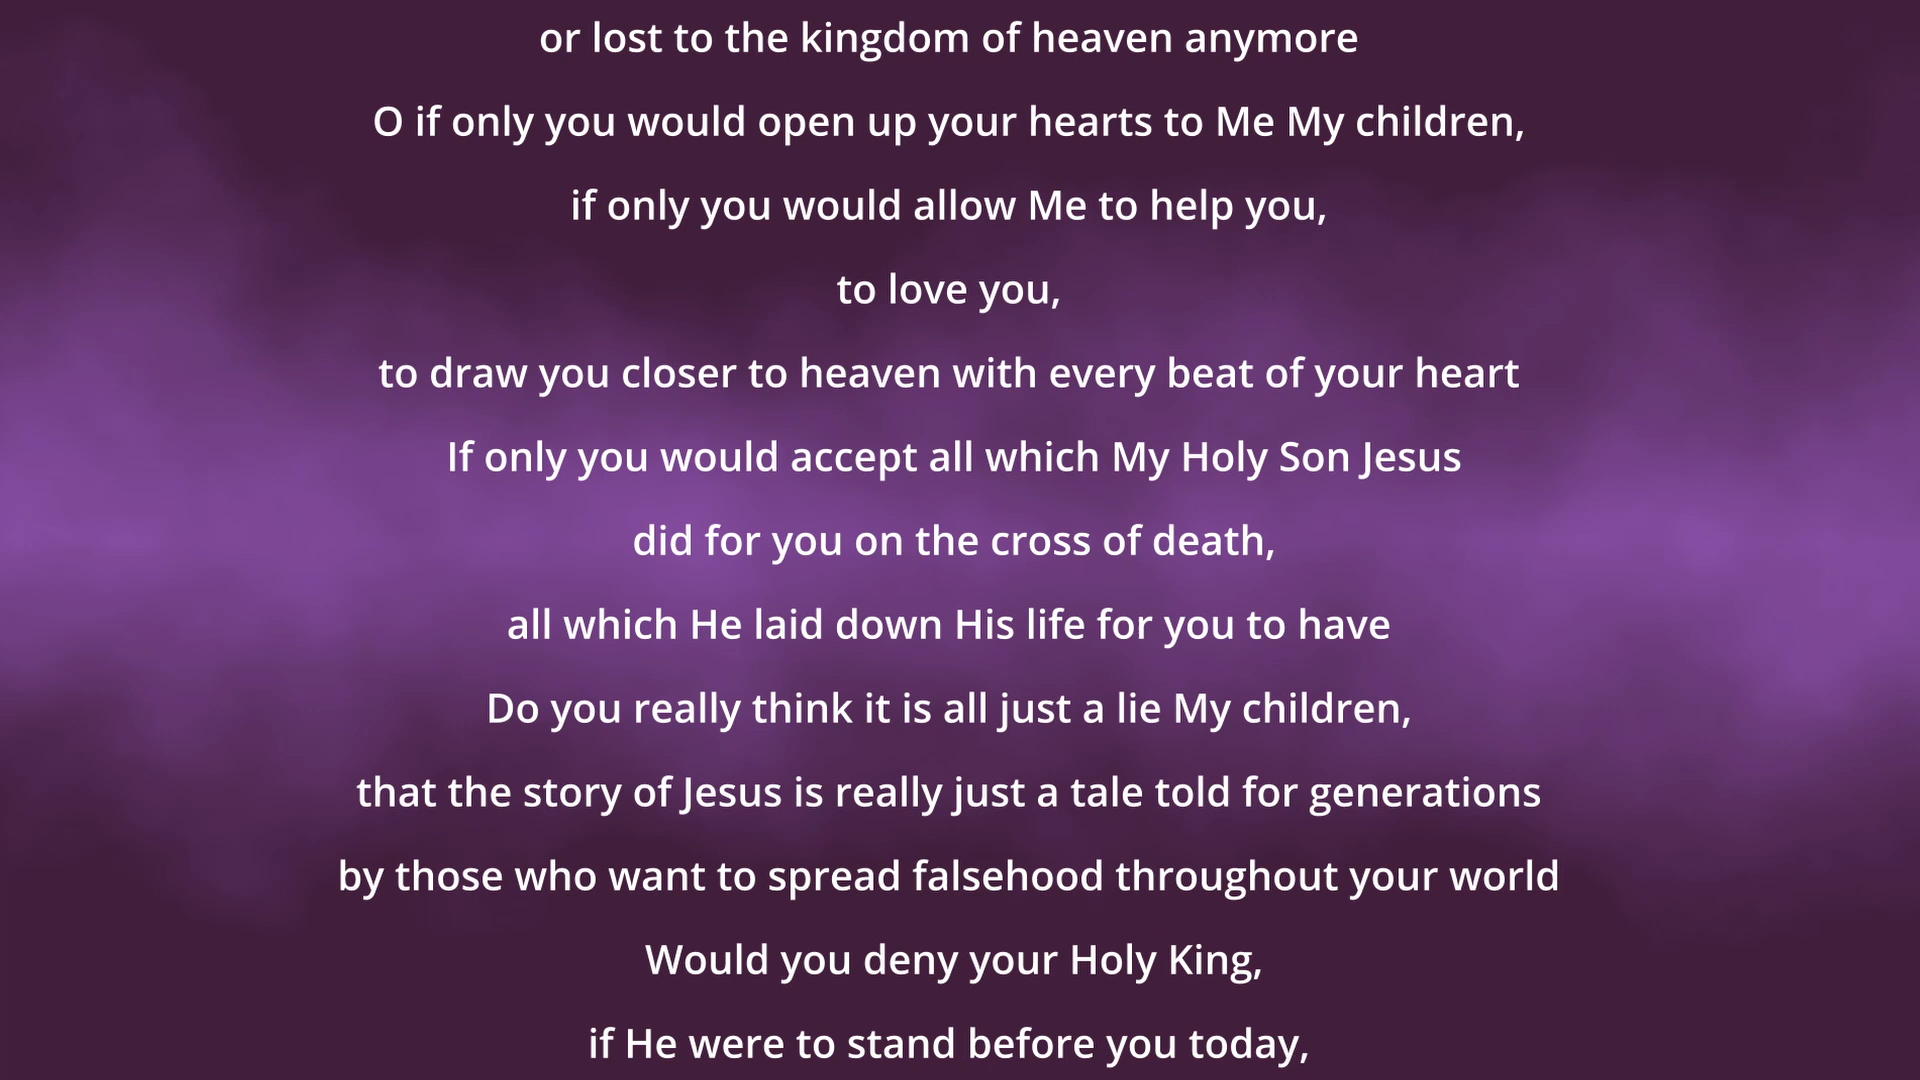 or lost to the kingdom of heaven anymore
O if only you would open up your hearts to Me My children,
if only you would allow Me to help you,
to love you,
to draw you closer to heaven with every beat of your heart
If only you would accept all which My Holy Son Jesus
did for you on the cross of death,
all which He laid down His life for you to have
Do you really think it is all just a lie My children,
that the story of Jesus is really just a tale told for generations
by those who want to spread falsehood throughout your world
Would you deny your Holy King,
if He were to stand before you today,